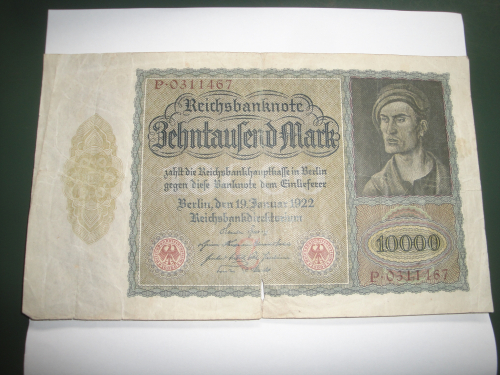 P·0311467
Reichsbanknote
Zehntausend Mark
zahlt die Reichsbankhauptkasse in Berlin
gegen diese Banknote dem Einlieferer
Berlin, den 19. Januar 1922
Reichsbankdirektorium
10000
P·0311467